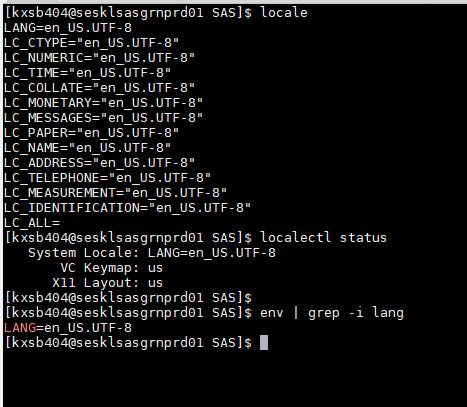 [kxsb404@sesklsasgrnprd01 SAS]$ locale
LANG=en_US.UTF-8
LC_CTYPE="en_US.UTF-8"
LC_NUMERIC="en_US.UTF-8"
LC_TIME="en_US.UTF-8"
LC_COLLATE="en_US.UTF-8"
LC_MONETARY="en_US.UTF-8"
LC_MESSAGES="en_US.UTF-8"
LC_PAPER="en_US.UTF-8"
LC_NAME="en_US.UTF-8"
LC_ADDRESS="en_US.UTF-8"
LC_TELEPHONE="en_US.UTF-8"
LC_MEASUREMENT="en_US.UTF-8"
LC_IDENTIFICATION="en_US.UTF-8"
LC_ALL=
[kxsb404@sesklsasgrnprd01 SAS]$ localectl status
   System Locale: LANG=en_US.UTF-8
       VC Keymap: us
      X11 Layout: us
[kxsb404@sesklsasgrnprd01 SAS]$
[kxsb404@sesklsasgrnprd01 SAS]$ env | grep -i lang
LANG=en_US.UTF-8
[kxsb404@sesklsasgrnprd01 SAS]$